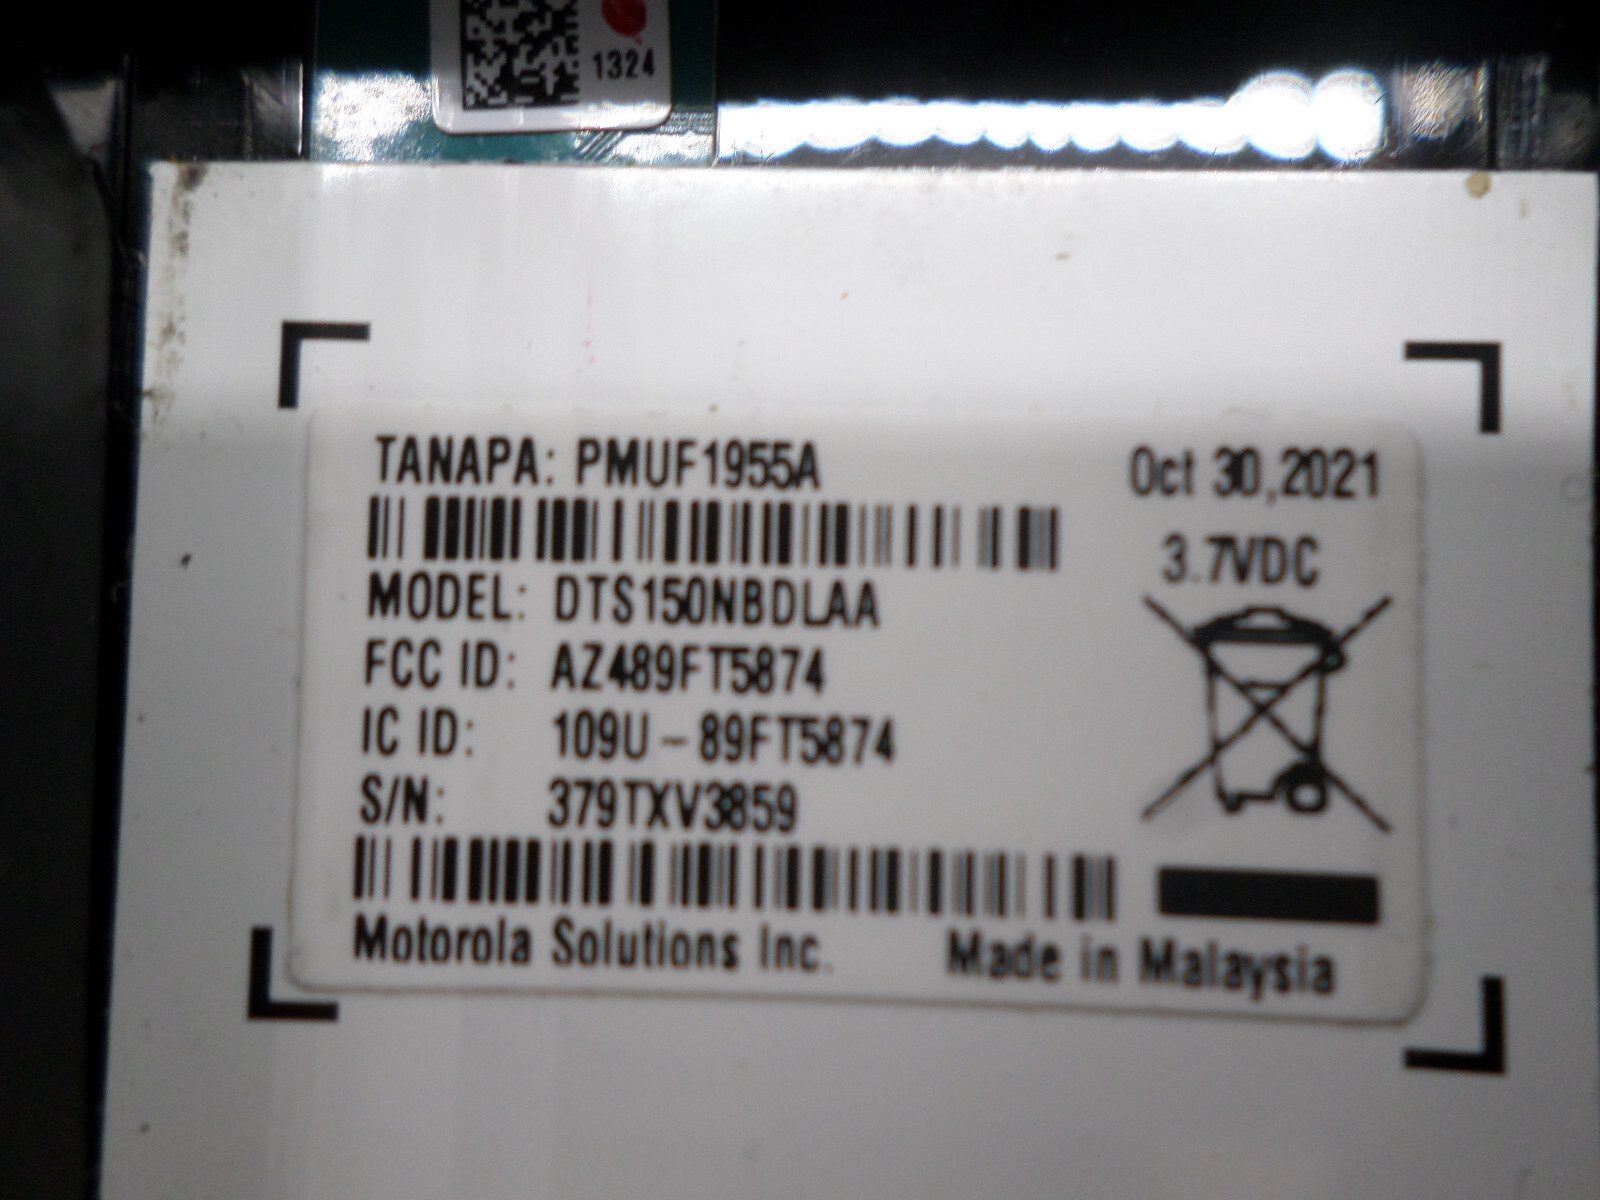 1324
TANAPA: PMUF1955A
Oct 30,2021
3.7VDC
MODEL: DTS150NBDLAA
FCC ID: AZ489FT5874
IC ID: 109U-89FT5874
S/N: 379TXV3859
Motorola Solutions Inc. Made in Malaysia